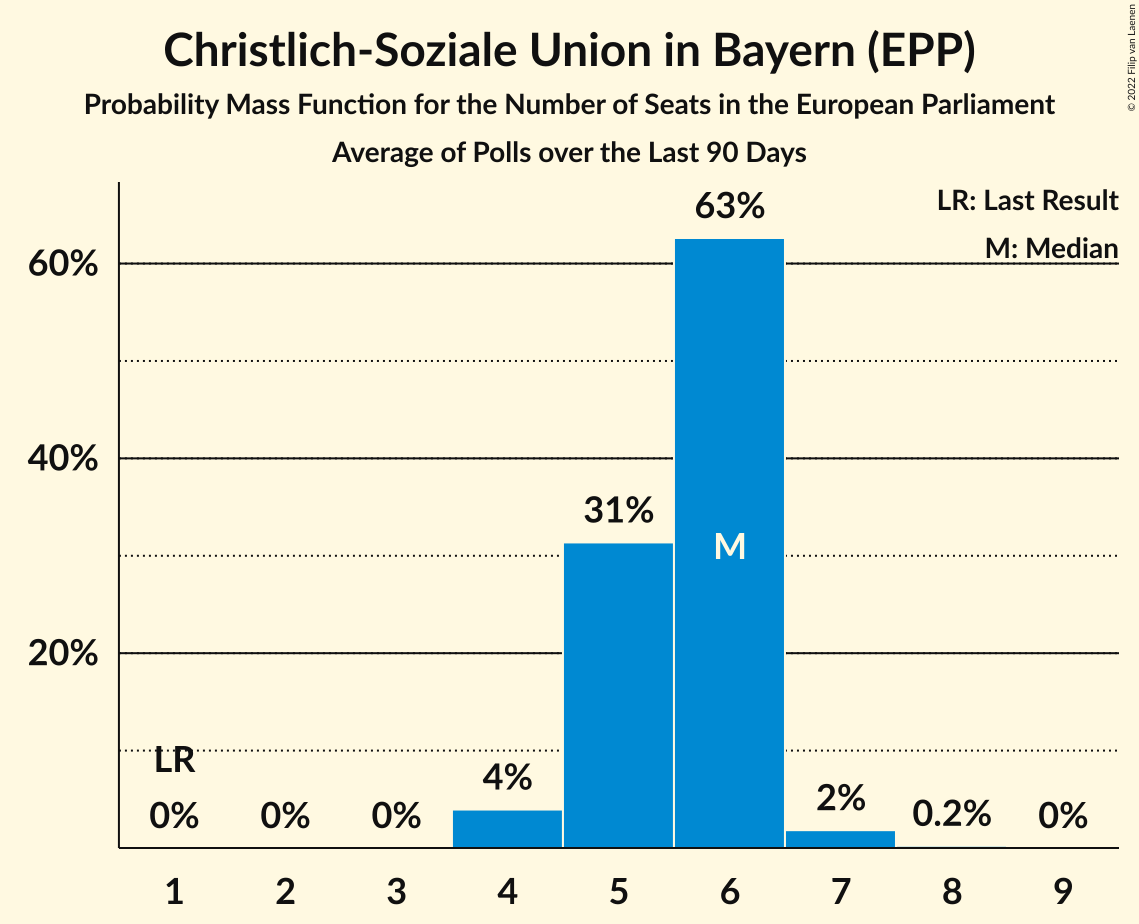 Christlich-Soziale Union in Bayern (EPP)
Probability Mass Function for the Number of Seats in the European Parliament
Average of Polls over the Last 90 Days
© 2022 Filip van Laenen
LR: Last Result
M: Median
63%
60%
40%
31%
M
20%
LR
4%
2%
0% 0% 0% 0.2% 0%
1 2 3 4 5 6 7 8 9